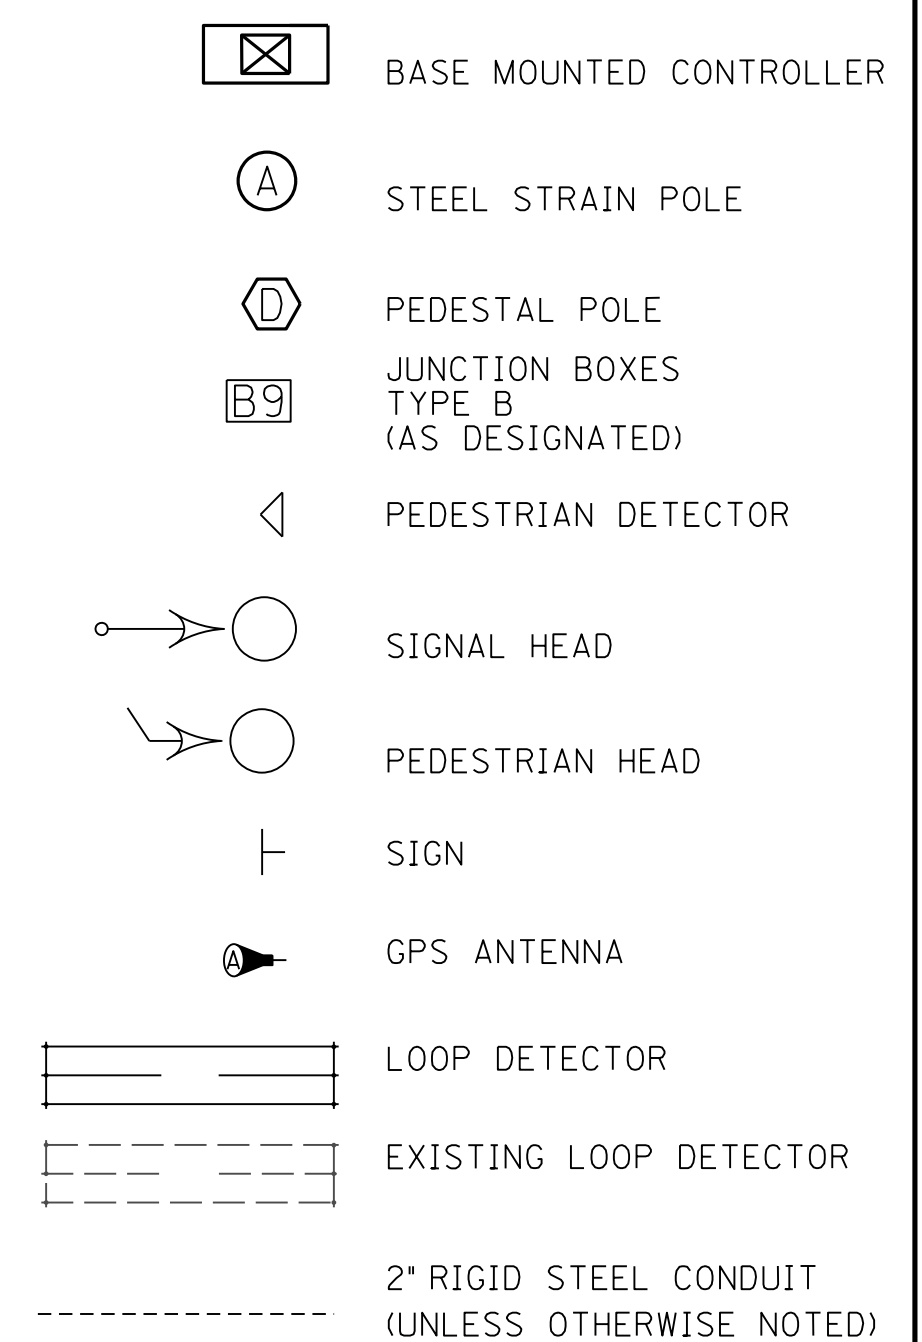 BASE MOUNTED CONTROLLER
A
STEEL STRAIN POLE
D
PEDESTAL POLE
B9
JUNCTION BOXES
TYPE B
(AS DESIGNATED)
PEDESTRIAN DETECTOR
SIGNAL HEAD
PEDESTRIAN HEAD
SIGN
A
GPS ANTENNA
LOOP DETECTOR
EXISTING LOOP DETECTOR
2" RIGID STEEL CONDUIT
(UNLESS OTHERWISE NOTED)